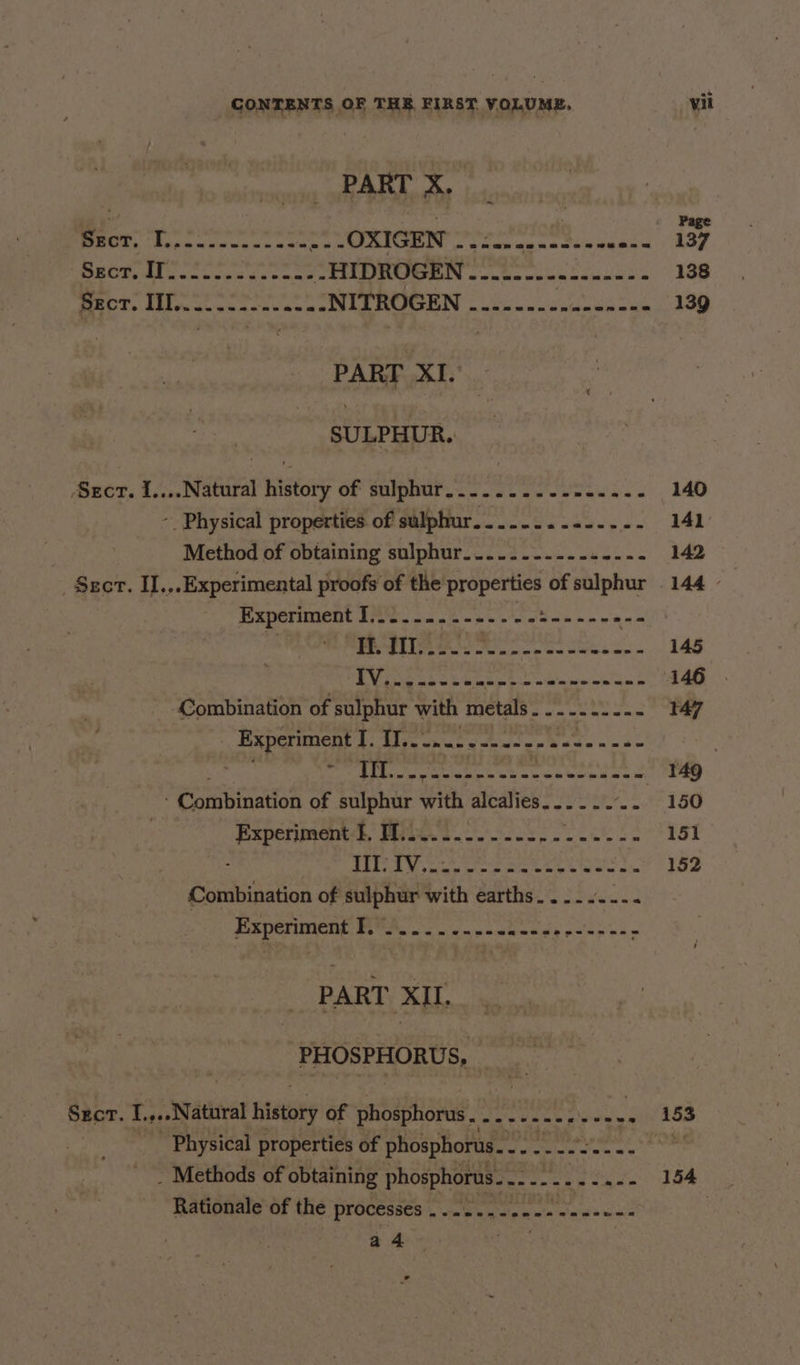 CONTENTS OF THE FIRST VOLUME. vii
PART X.
Page
SECT. I.................OXIGEN ................... 137
SECT. II...............HIDROGEN ................... 138
SECT. III..............NITROGEN ................... 139
PART XI.
SULPHUR.
SECT. I....Natural history of sulphur................. 140
Physical properties of sulphur.............. 141
Method of obtaining sulphur................ 142
SECT. II...Experimental proofs of the properties of sulphur 144
Experiment I.......................
II. III....................... 145
IV....................... 146
Combination of sulphur with metals.......... 147
Experiment I. II.......................
III....................... 149
Combination of sulphur with alcalies......... 150
Experiment I. II....................... 151
III. IV....................... 152
Combination of sulphur with earths.........
Experiment I.......................
PART XII.
PHOSPHORUS,
SECT. I....Natural history of phosphorus............... 153
Physical properties of phosphorus............
Methods of obtaining phosphorus............ 154
Rationale of the processes ...................
a 4